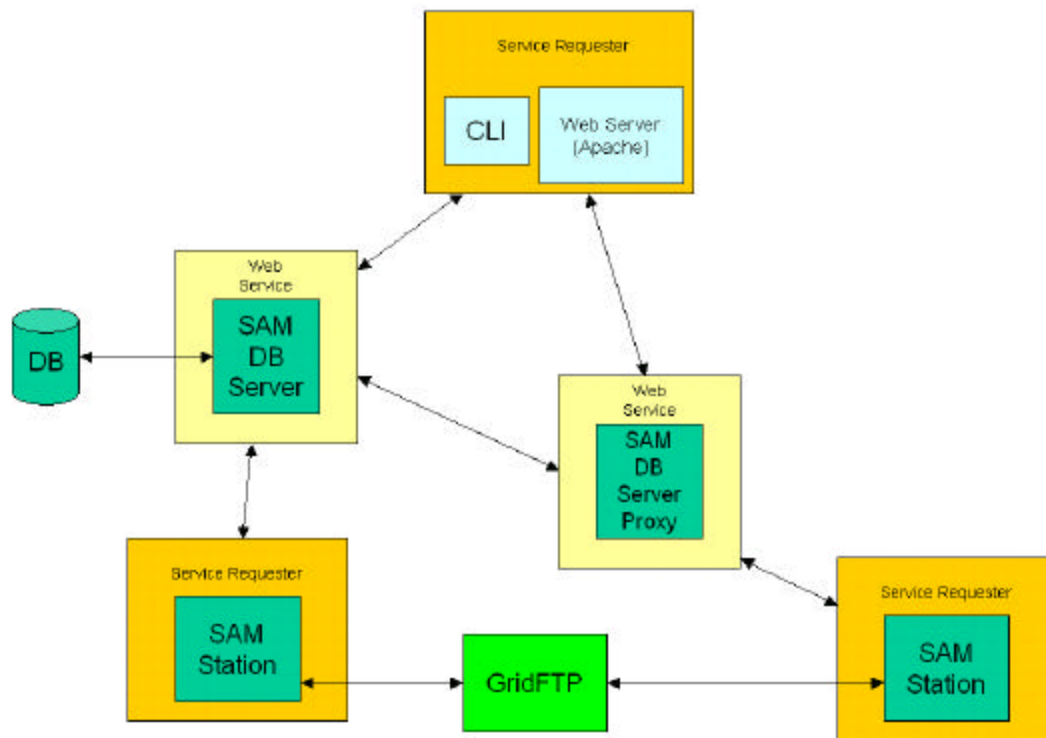 Service Requester
CLI
Web Server
(Apache)
Web
Service
SAM
DB
Server
DB
Web
Service
SAM
DB
Server
Proxy
Service Requester
SAM
Station
GridFTP
Service Requester
SAM
Station